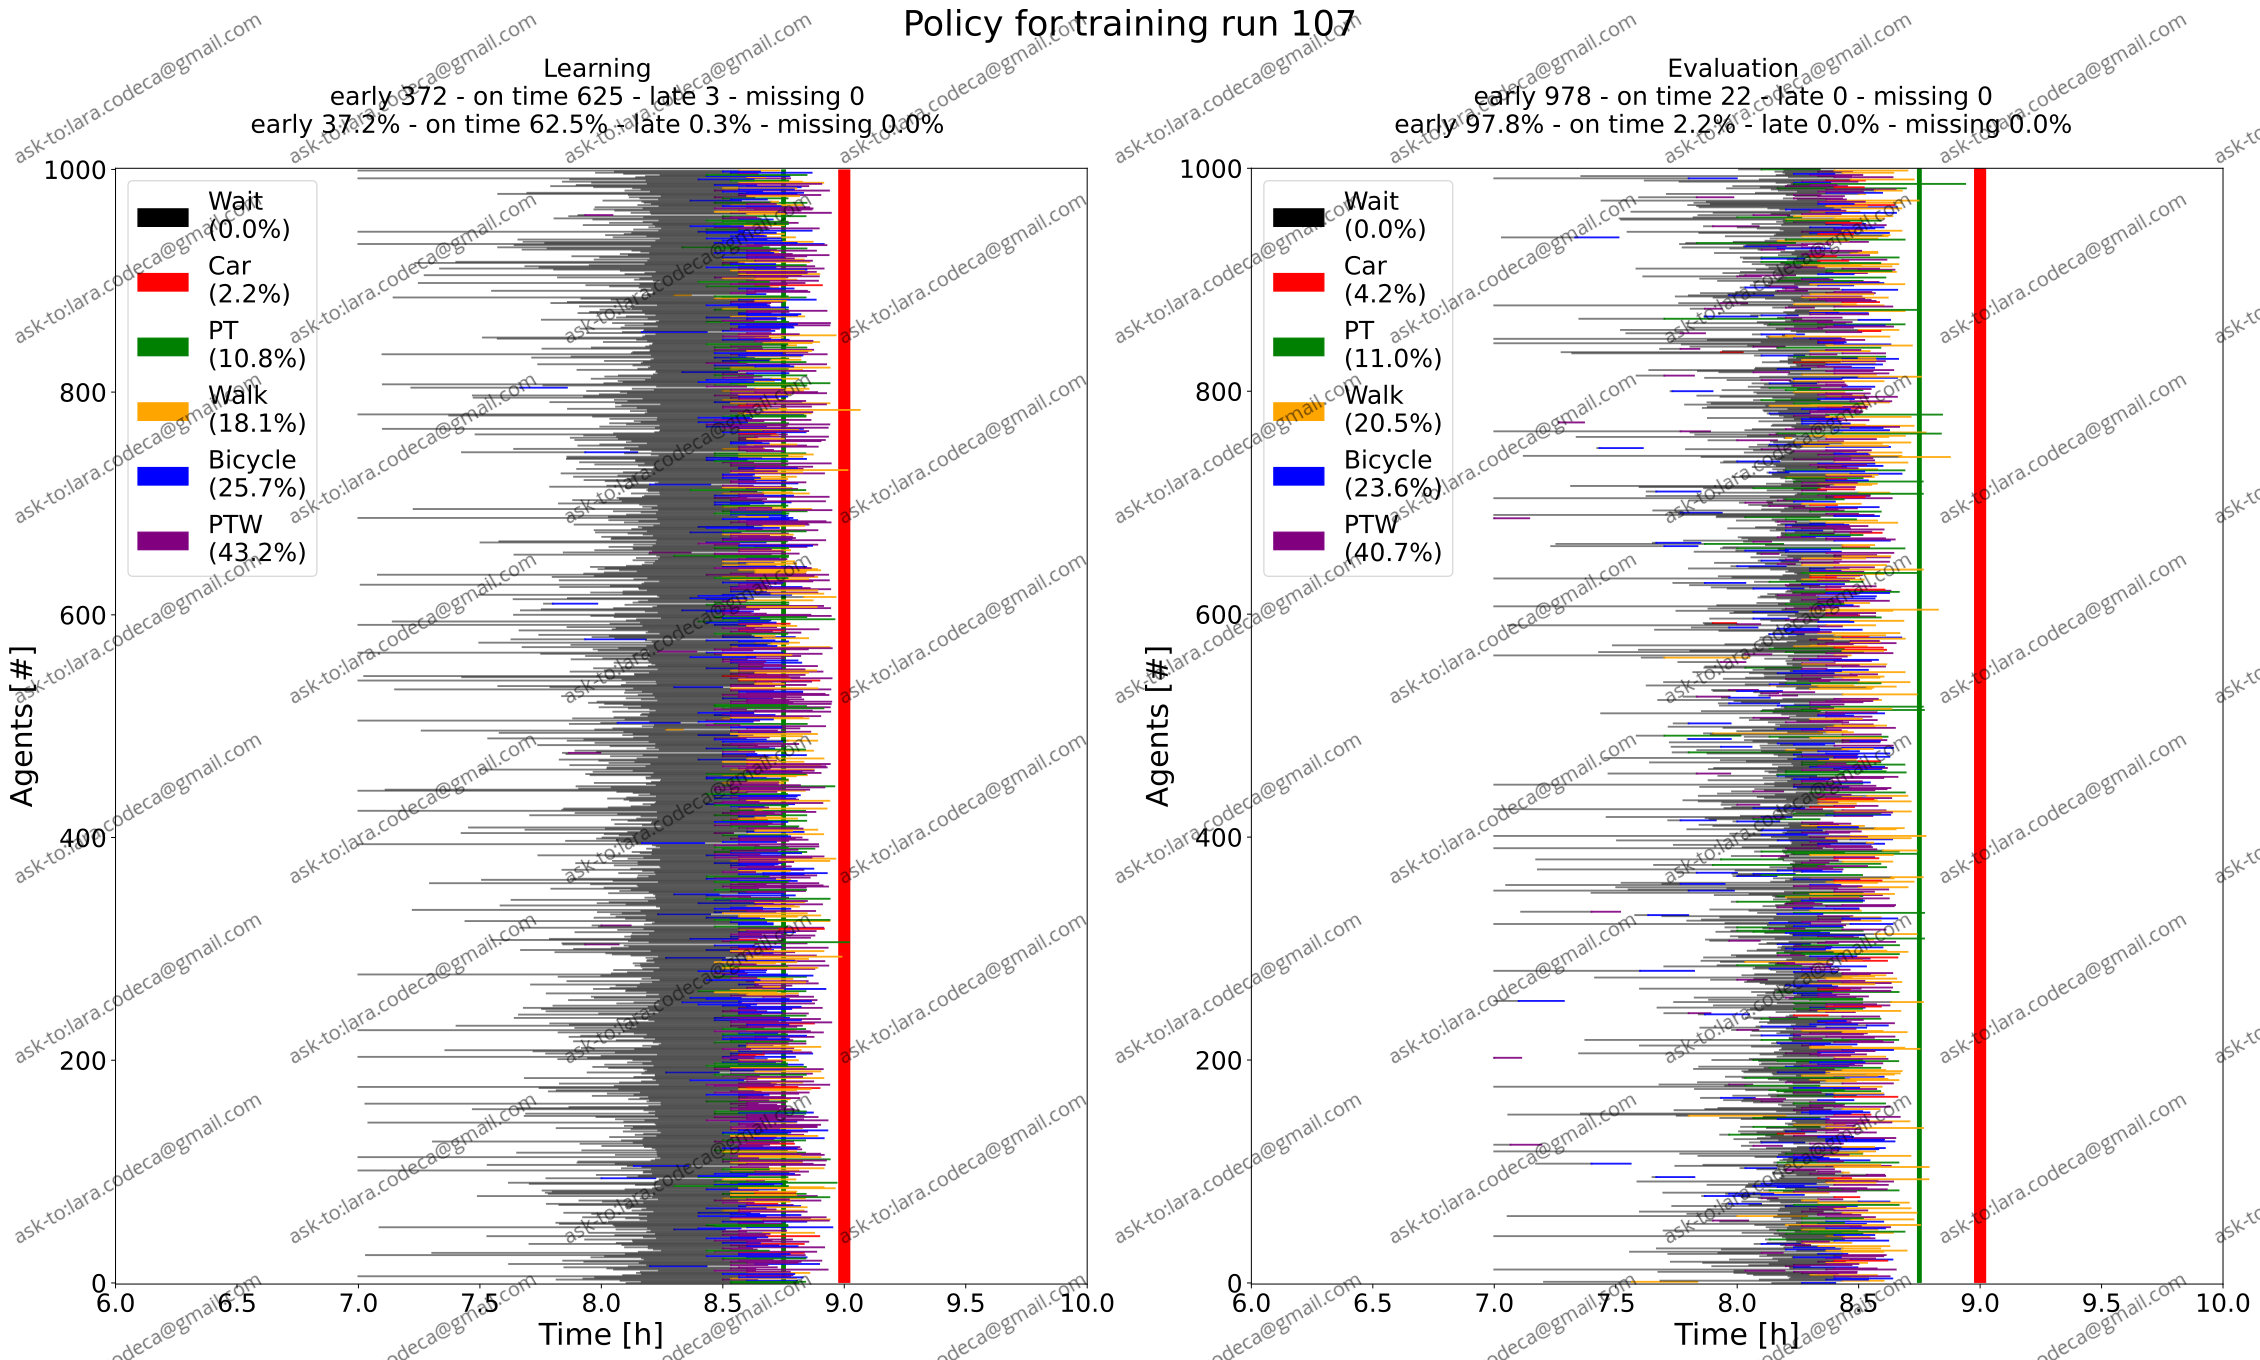 Policy for training run 107
Learning
early 372 - on time 625 - late 3 - missing 0
early 37.2% - on time 62.5% - late 0.3% - missing 0.0%
Agents [#]
1000
800
600
400
200
0
Wait
(0.0%)
Car
(2.2%)
PT
(10.8%)
Walk
(18.1%)
Bicycle
(25.7%)
PTW
(43.2%)
6.0 6.5 7.0 7.5 8.0 8.5 9.0 9.5 10.0
Time [h]
Evaluation
early 978 - on time 22 - late 0 - missing 0
early 97.8% - on time 2.2% - late 0.0% - missing 0.0%
Agents [#]
1000
800
600
400
200
0
Wait
(0.0%)
Car
(4.2%)
PT
(11.0%)
Walk
(20.5%)
Bicycle
(23.6%)
PTW
(40.7%)
6.0 6.5 7.0 7.5 8.0 8.5 9.0 9.5 10.0
Time [h]
ask-to:lara.codeca@gmail.com